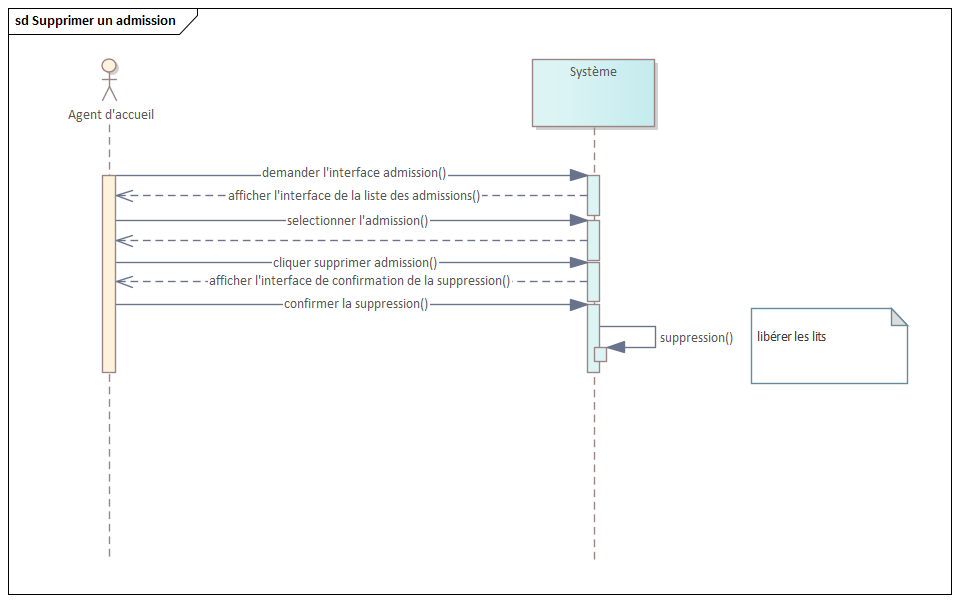 sd Supprimer un admission
Agent d'accueil
Système
demander l'interface admission()
afficher l'interface de la liste des admissions()
selectionner l'admission()
cliquer supprimer admission()
afficher l'interface de confirmation de la suppression()
confirmer la suppression()
suppression()
libérer les lits